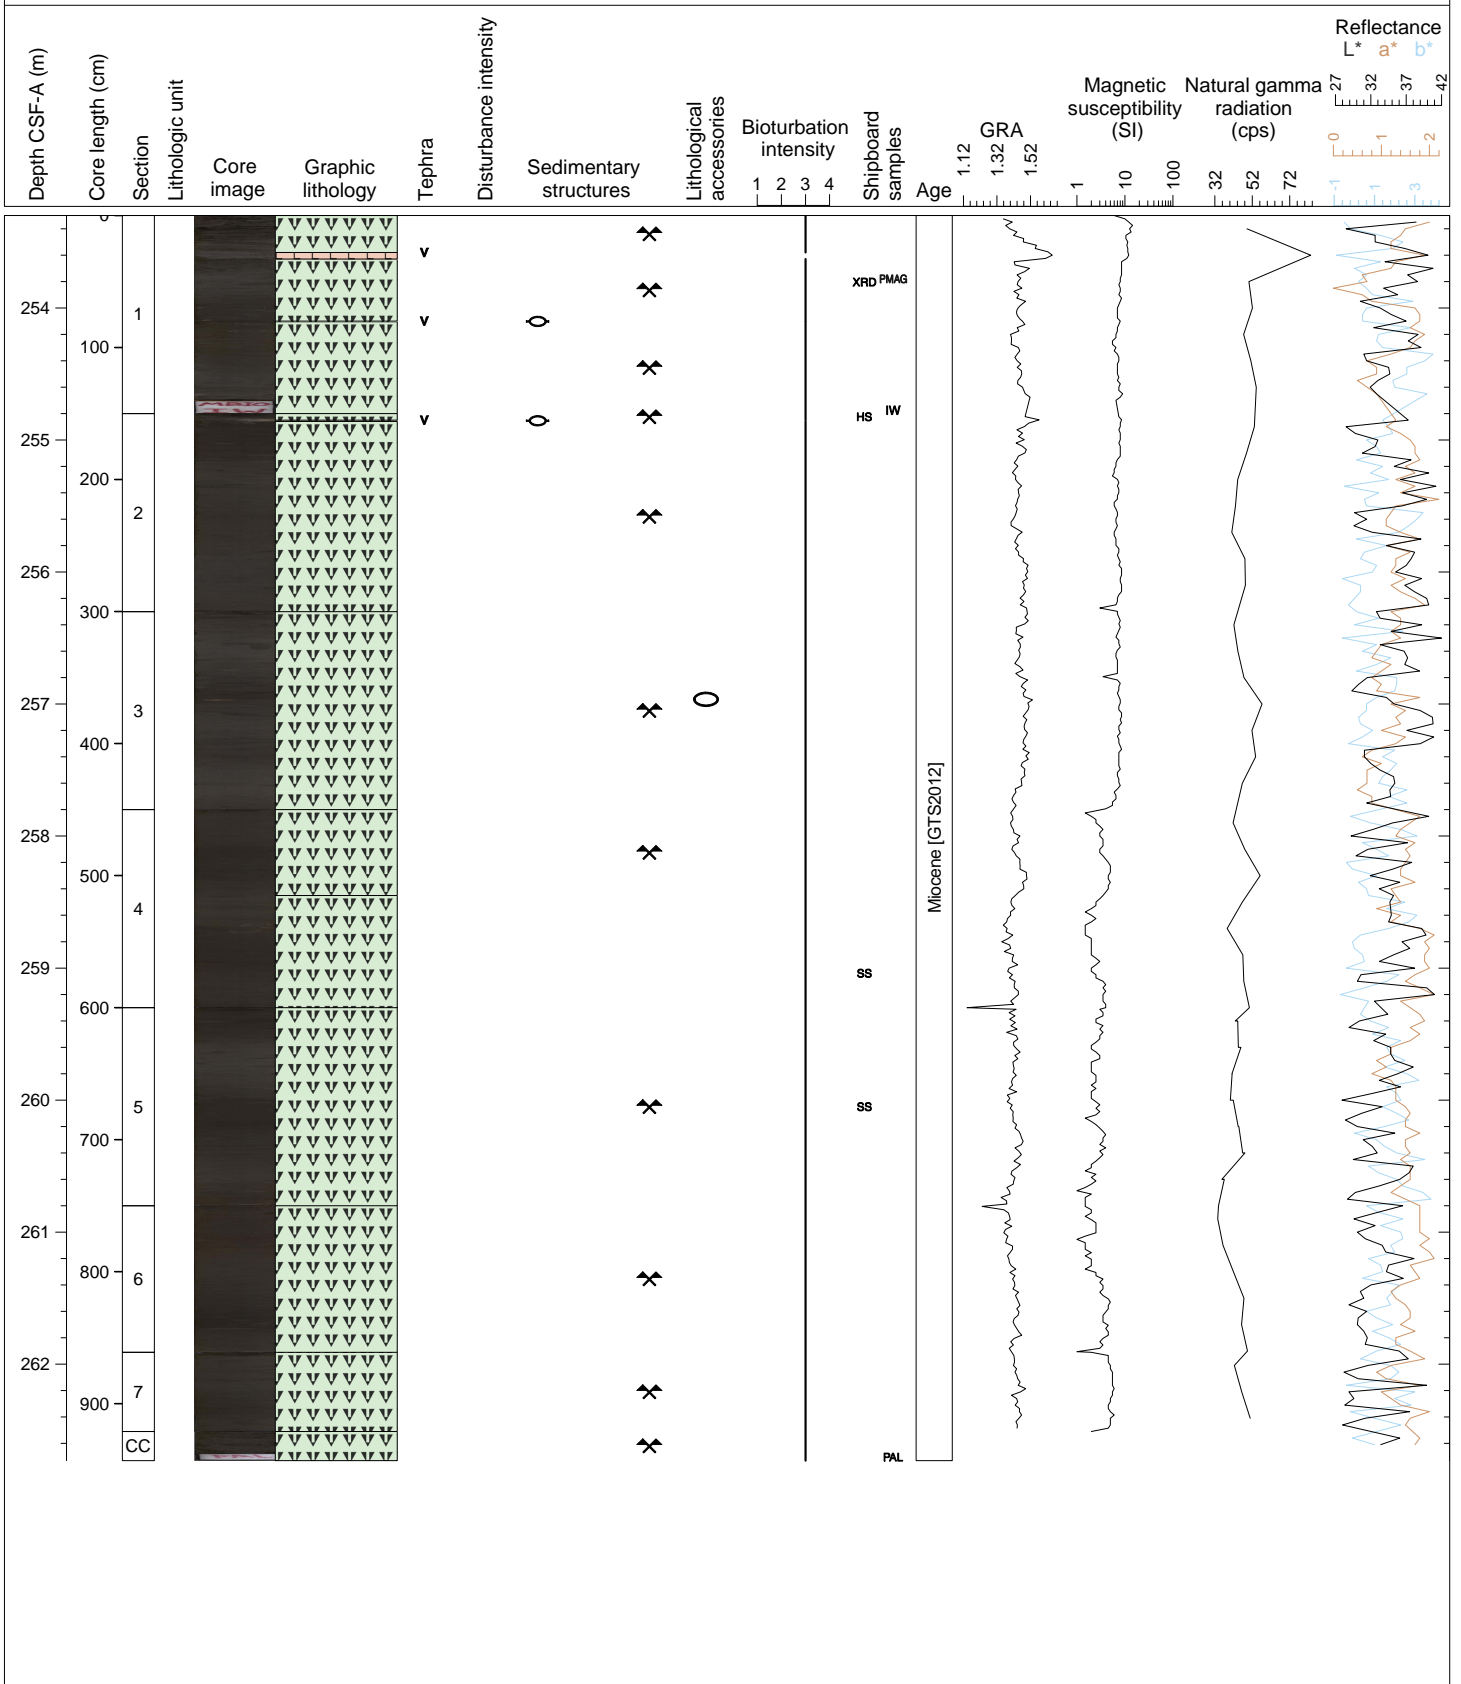 Depth CSF-A (m)
Core length (cm)
Section
Lithologic unit
Core image
Graphic lithology
Tephra
Disturbance intensity
Sedimentary structures
Lithological accessories
Bioturbation intensity
1 2 3 4
Shipboard samples
Age
GRA
1.12 1.32 1.52
Magnetic susceptibility (SI)
1 10 100
Natural gamma radiation (cps)
32 52 72
Reflectance
L* a* b*
27 32 37 42
0 1 2
-1 1 3
0
V
XRD PMAG
254
1
V
100
V
HS IW
255
200
2
256
300
257
3
400
Miocene [GTS2012]
258
500
4
259
SS
600
260
5
SS
700
261
800
6
262
7
900
CC
PAL